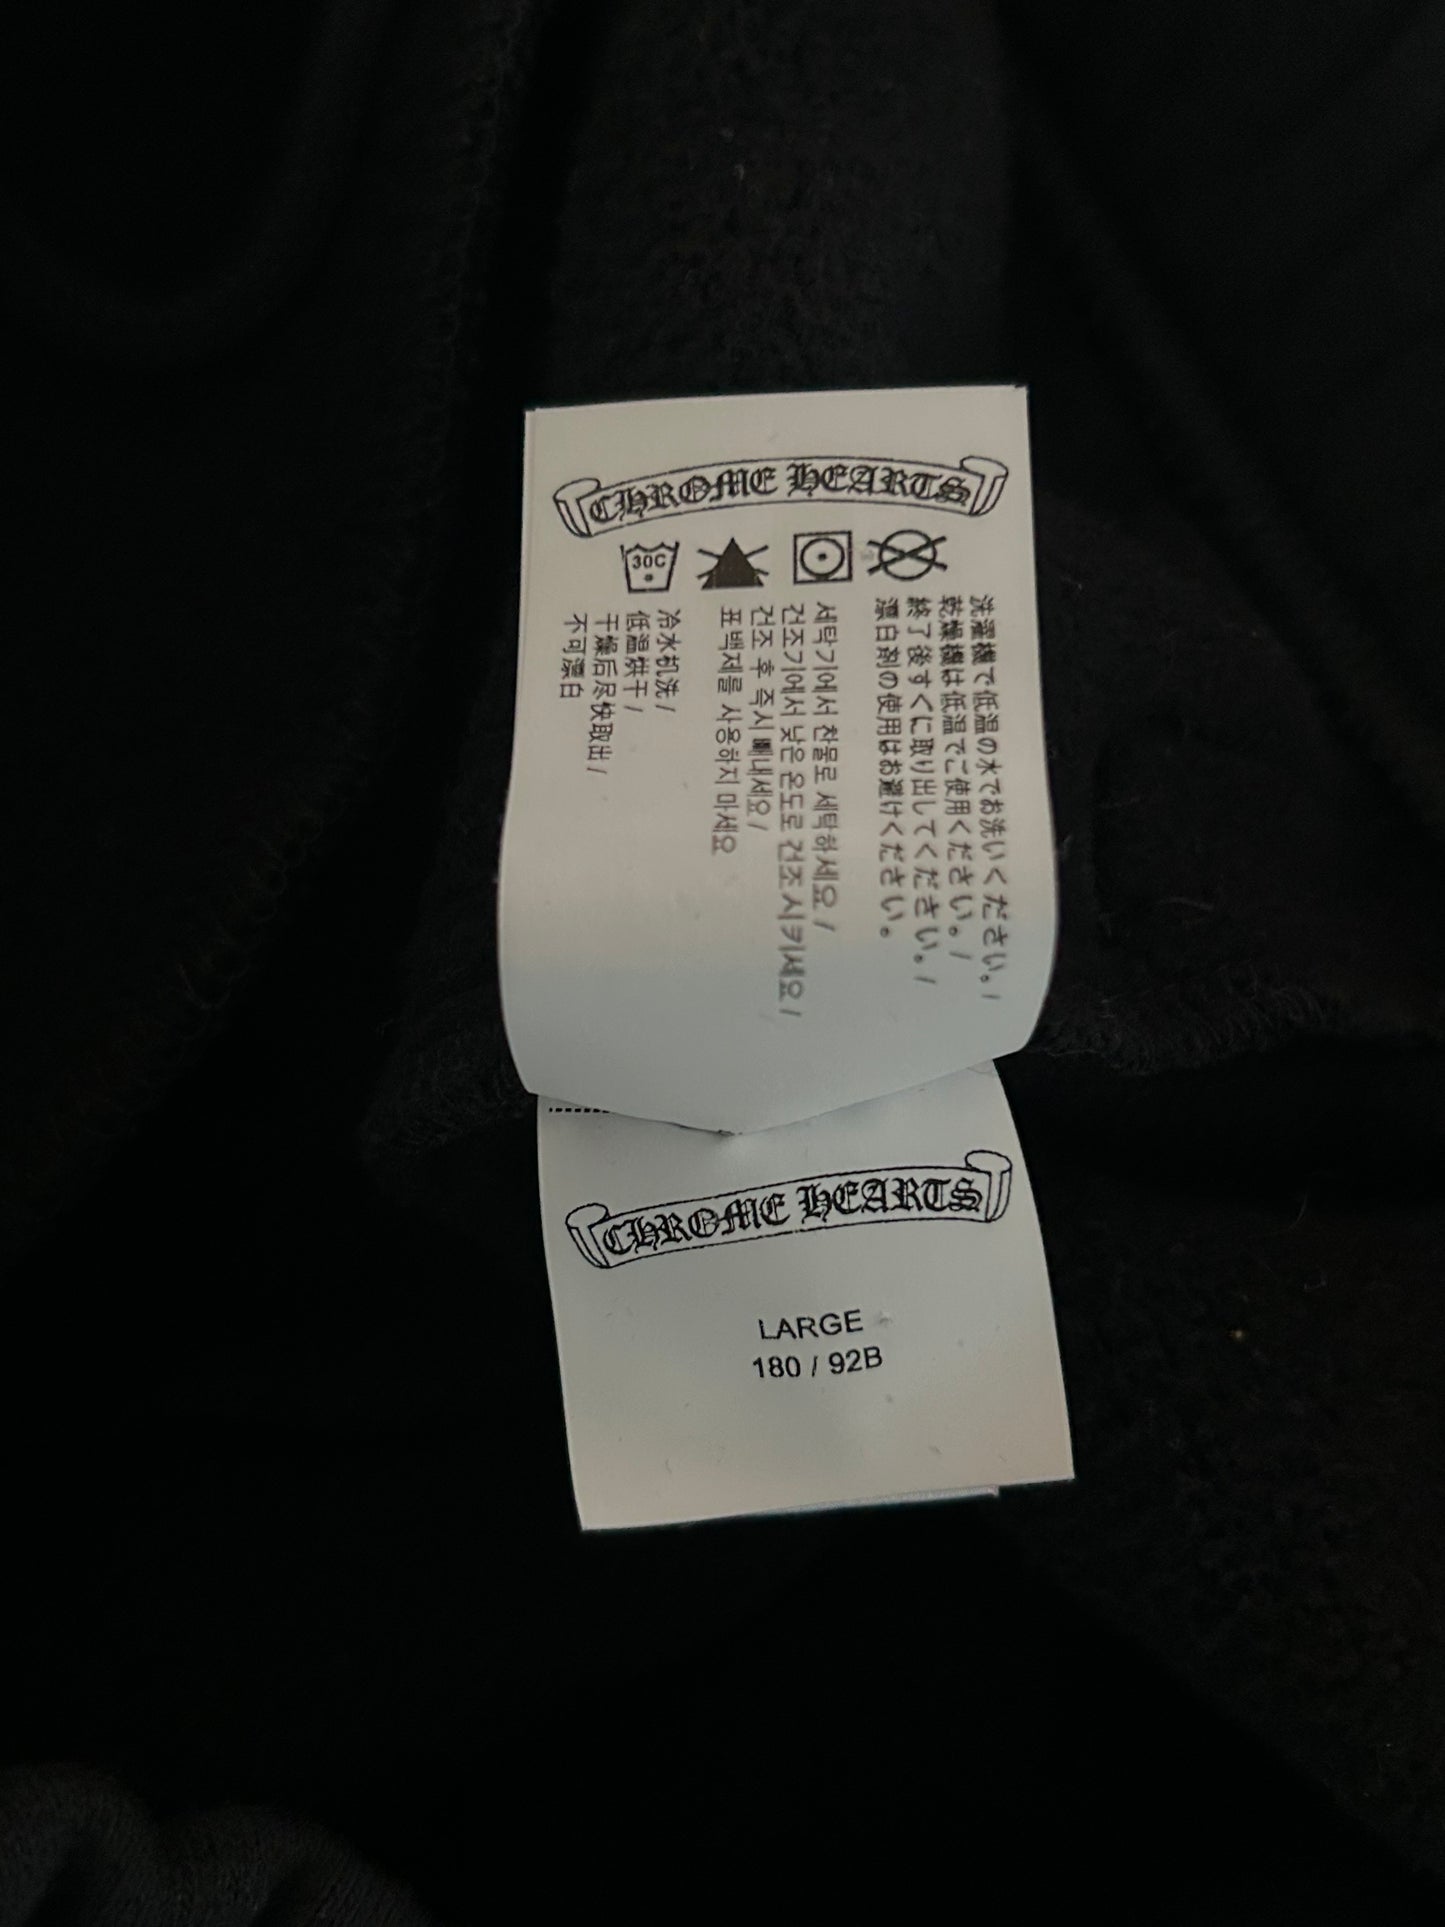 CHROME HEARTS
30C
洗濯機で低温の水でお洗いください。/
乾燥機は低温でご使用ください。/
終了後すぐに取り出してください。/
漂白剤の使用はお避けください。
세탁기에서 찬물로 세탁하세요 /
건조기에서 낮은 온도로 건조시키세요 /
건조 후 즉시 빼내세요 /
표백제를 사용하지 마세요
冷水机洗 /
低温烘干 /
干燥后尽快取出 /
不可漂白
CHROME HEARTS
LARGE
180 / 92B